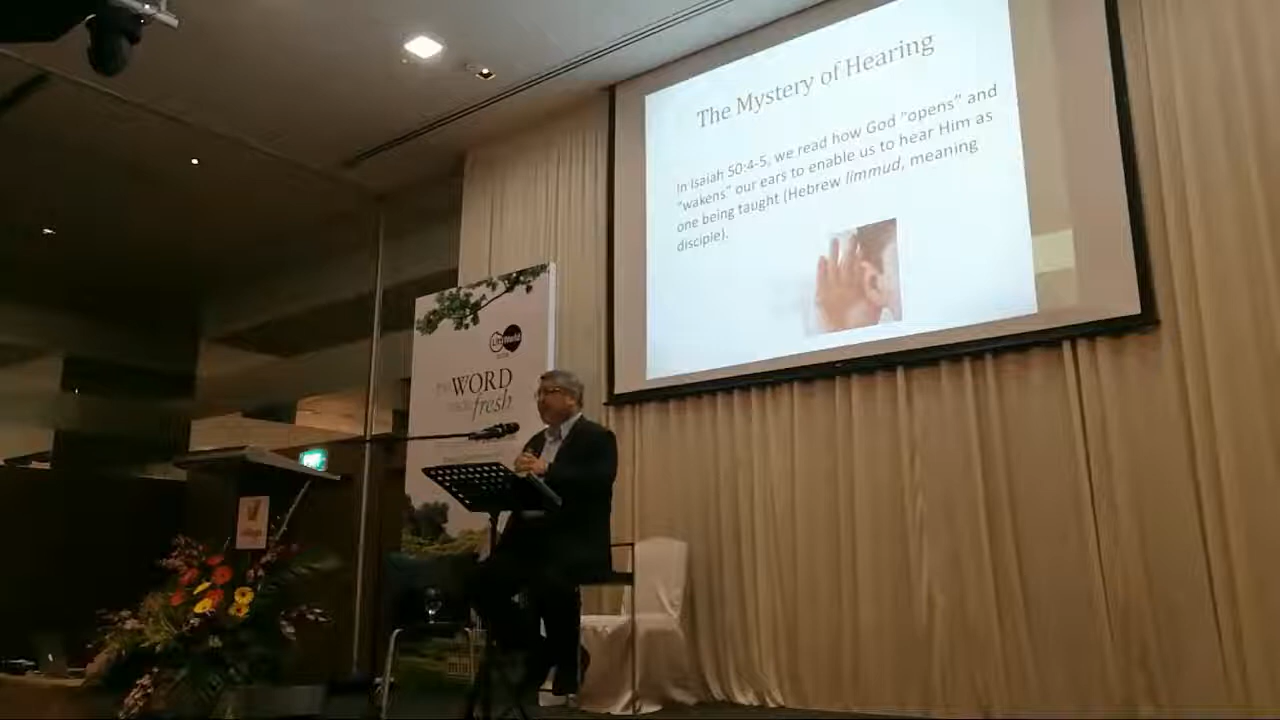 The Mystery of Hearing
In Isaiah 50:4-5, we read how God "opens" and
"wakens" our ears to enable us to hear Him as
one being taught (Hebrew limmud, meaning
disciple).
WORD
fresh